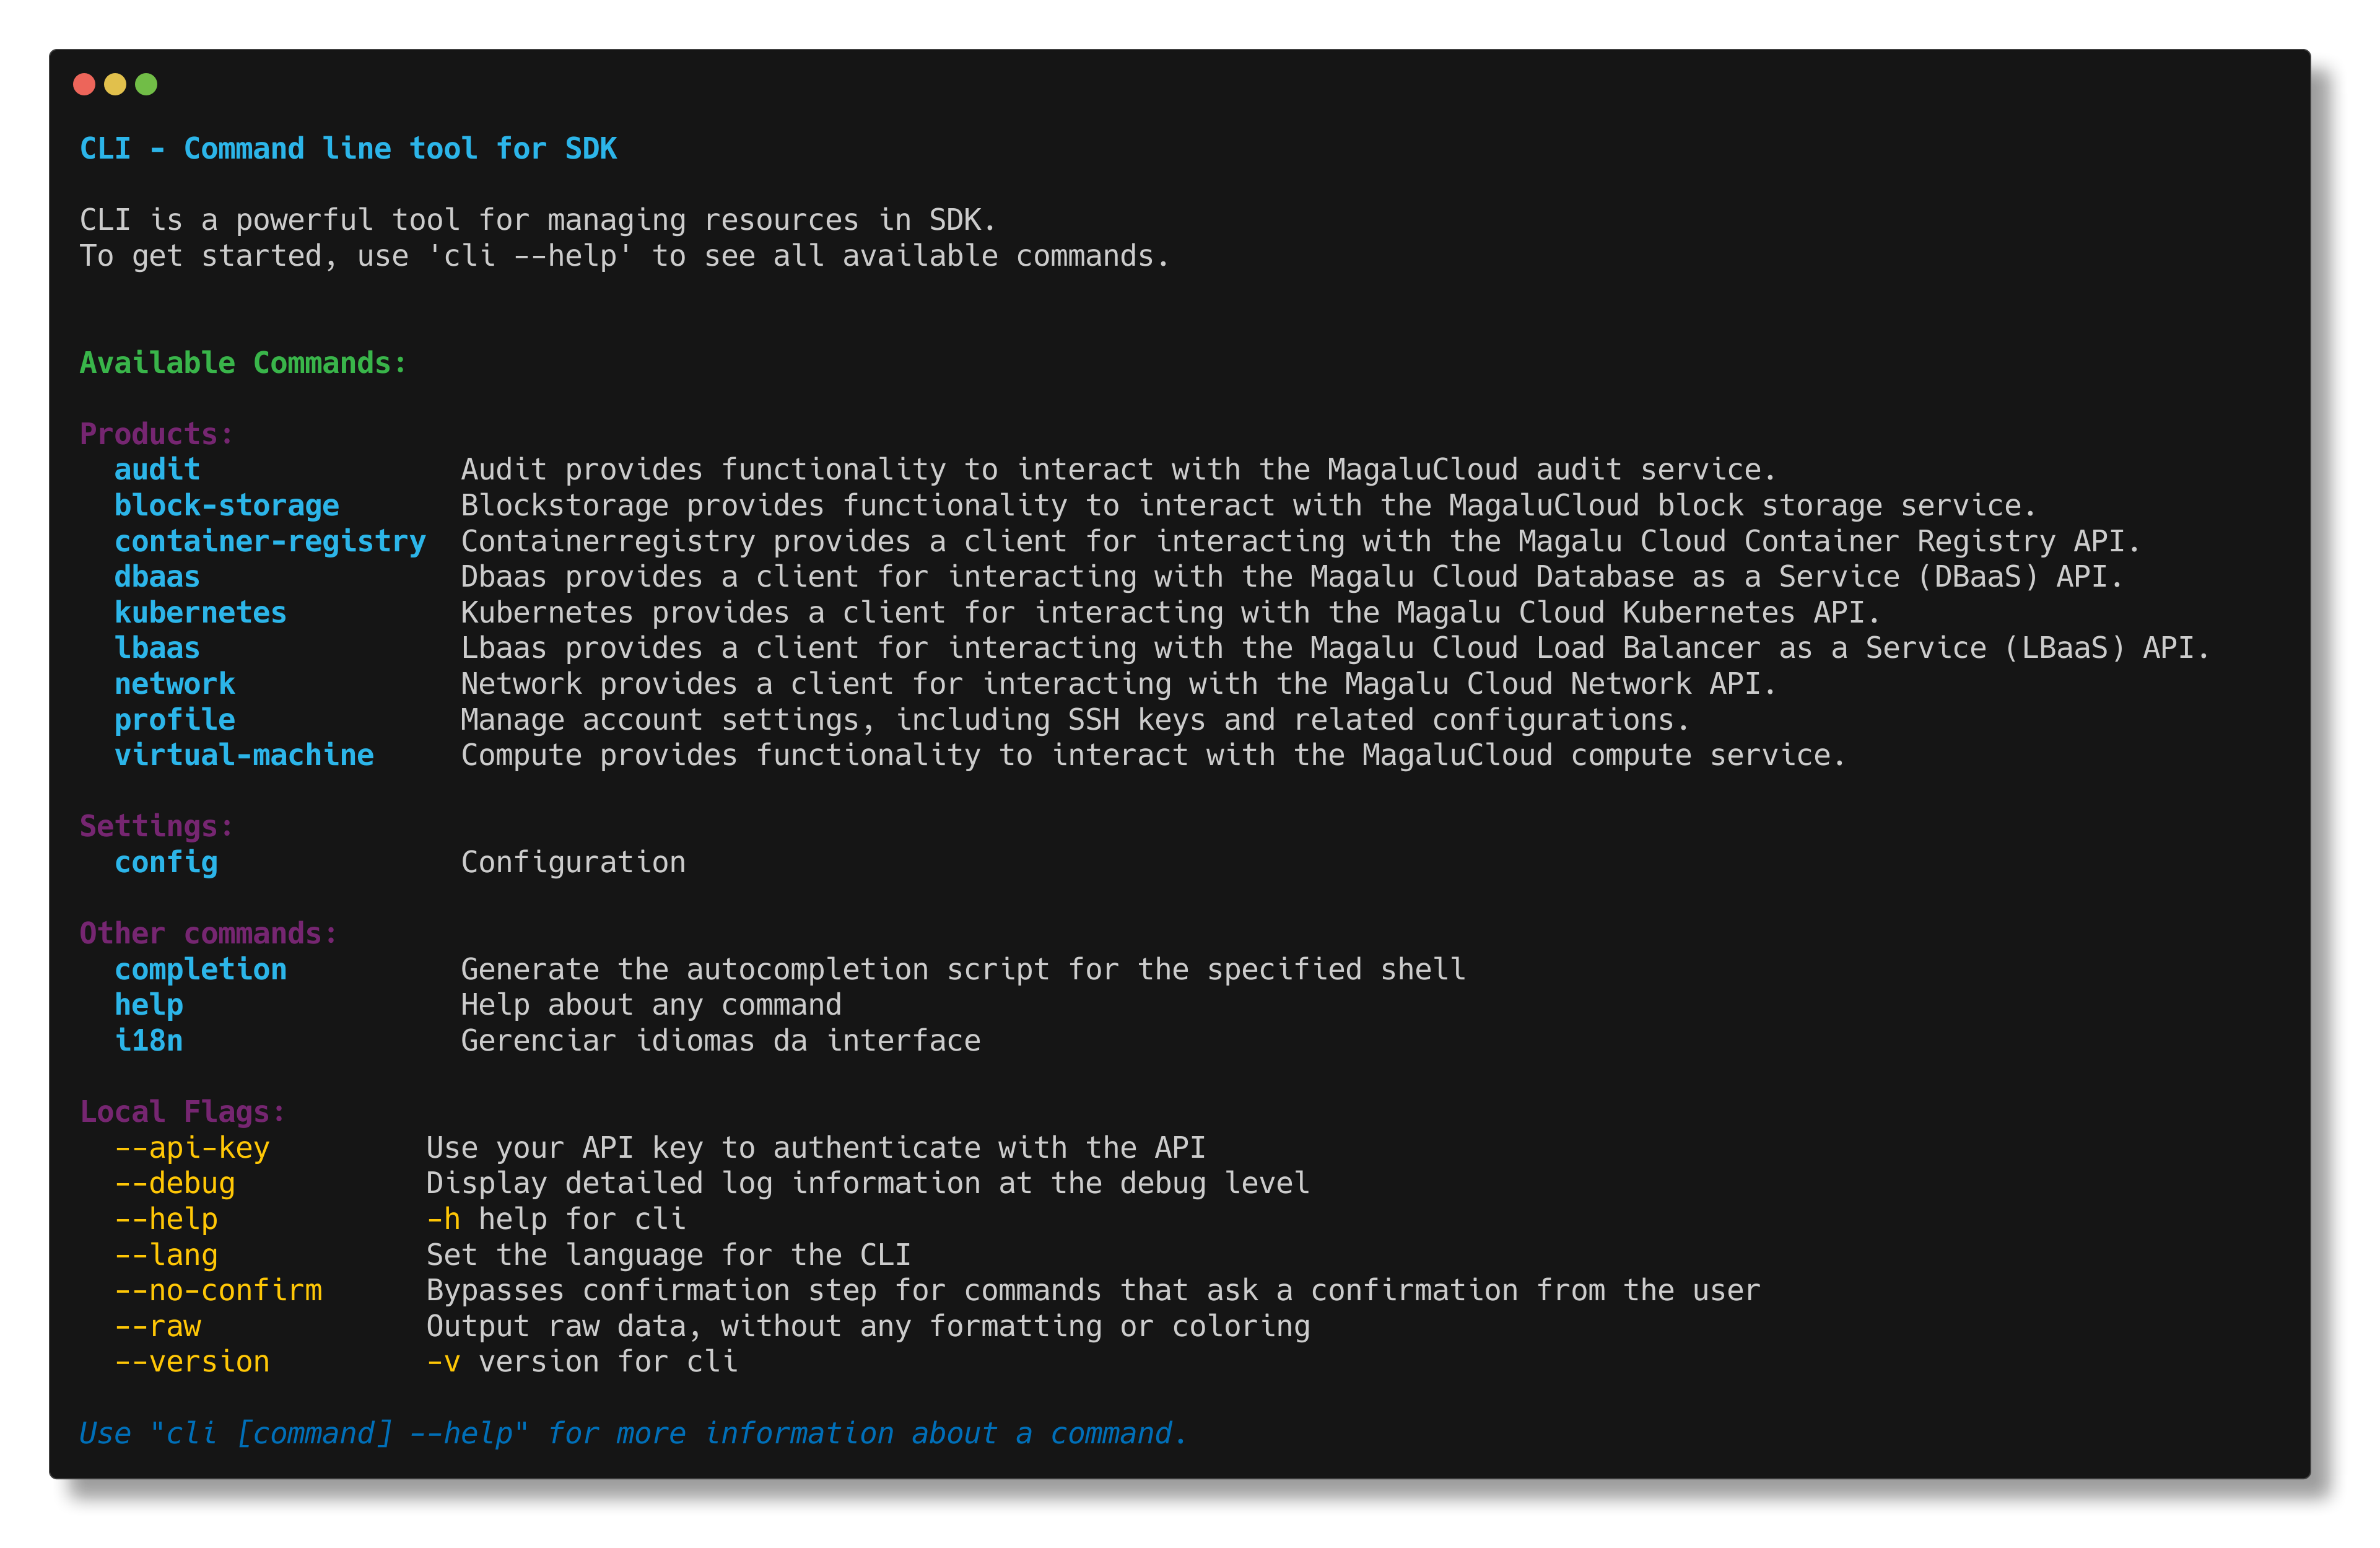 CLI - Command line tool for SDK
CLI is a powerful tool for managing resources in SDK.
To get started, use 'cli --help' to see all available commands.
Available Commands:
Products:
audit Audit provides functionality to interact with the MagaluCloud audit service.
block-storage Blockstorage provides functionality to interact with the MagaluCloud block storage service.
container-registry Containerregistry provides a client for interacting with the Magalu Cloud Container Registry API.
dbaas Dbaas provides a client for interacting with the Magalu Cloud Database as a Service (DBaaS) API.
kubernetes Kubernetes provides a client for interacting with the Magalu Cloud Kubernetes API.
lbaas Lbaas provides a client for interacting with the Magalu Cloud Load Balancer as a Service (LBaaS) API.
network Network provides a client for interacting with the Magalu Cloud Network API.
profile Manage account settings, including SSH keys and related configurations.
virtual-machine Compute provides functionality to interact with the MagaluCloud compute service.
Settings:
config Configuration
Other commands:
completion Generate the autocompletion script for the specified shell
help Help about any command
i18n Gerenciar idiomas da interface
Local Flags:
--api-key Use your API key to authenticate with the API
--debug Display detailed log information at the debug level
--help -h help for cli
--lang Set the language for the CLI
--no-confirm Bypasses confirmation step for commands that ask a confirmation from the user
--raw Output raw data, without any formatting or coloring
--version -v version for cli
Use "cli [command] --help" for more information about a command.